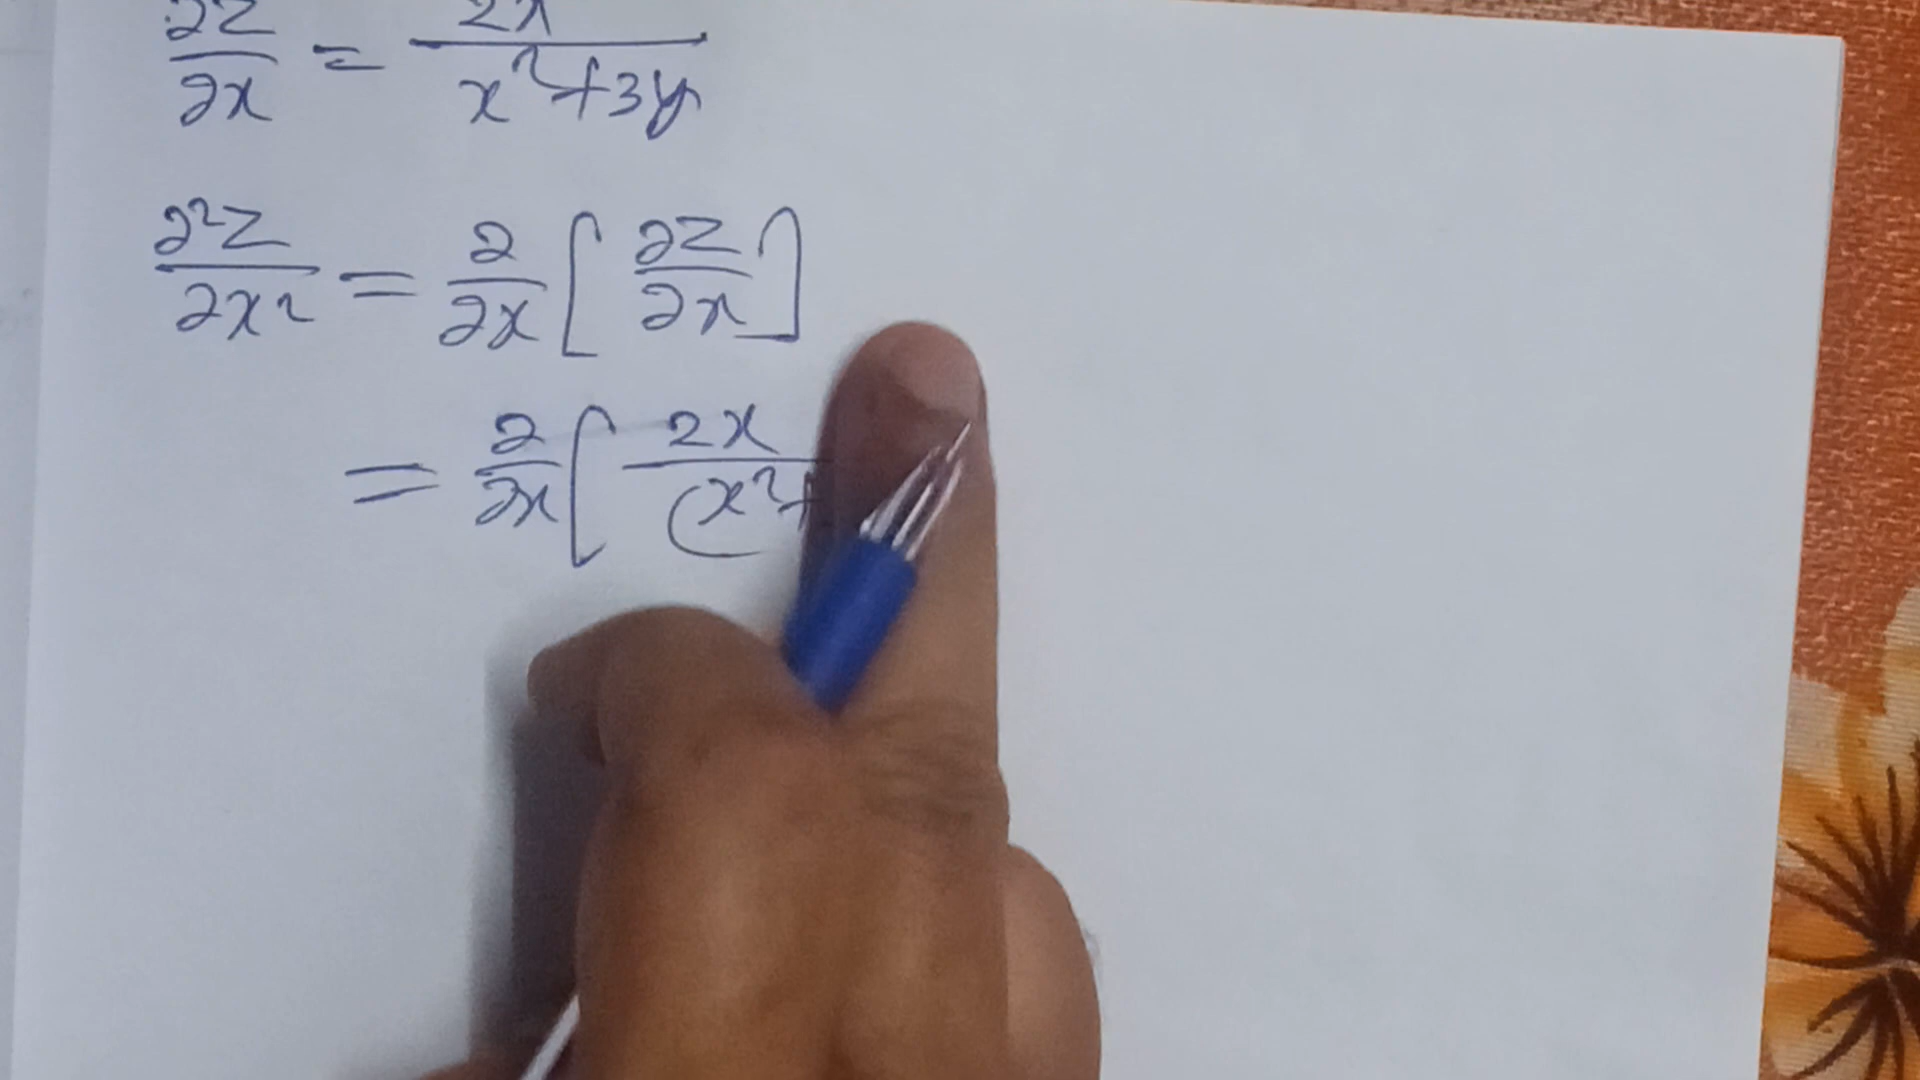 ∂z/∂x = 2x/(x²+3y)
∂²z/∂x² = ∂/∂x [∂z/∂x]
= ∂/∂x [2x/(x²+